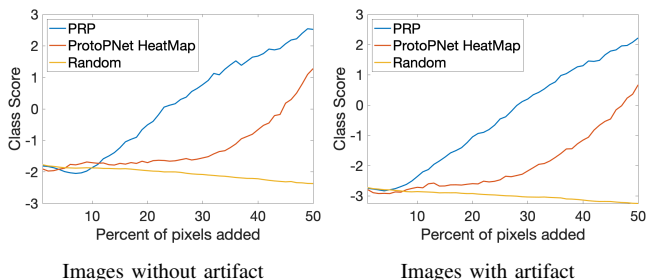 3
2
1
0
-1
-2
-3
Class Score
PRP
ProtoPNet HeatMap
Random
10
20
30
40
50
Percent of pixels added
Images without artifact
3
2
1
0
-1
-2
-3
Class Score
PRP
ProtoPNet HeatMap
Random
10
20
30
40
50
Percent of pixels added
Images with artifact